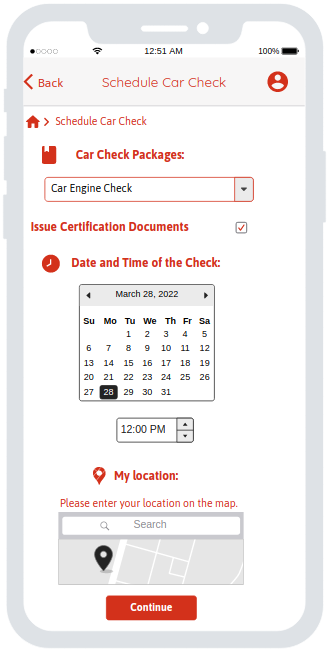 12:51 AM 100%
Back Schedule Car Check
Schedule Car Check
Car Check Packages:
Car Engine Check
Issue Certification Documents
Date and Time of the Check:
March 28, 2022
Su Mo Tu We Th Fr Sa
1 2 3 4 5
6 7 8 9 10 11 12
13 14 15 16 17 18 19
20 21 22 23 24 25 26
27 28 29 30 31
12:00 PM
My location:
Please enter your location on the map.
Search
Continue